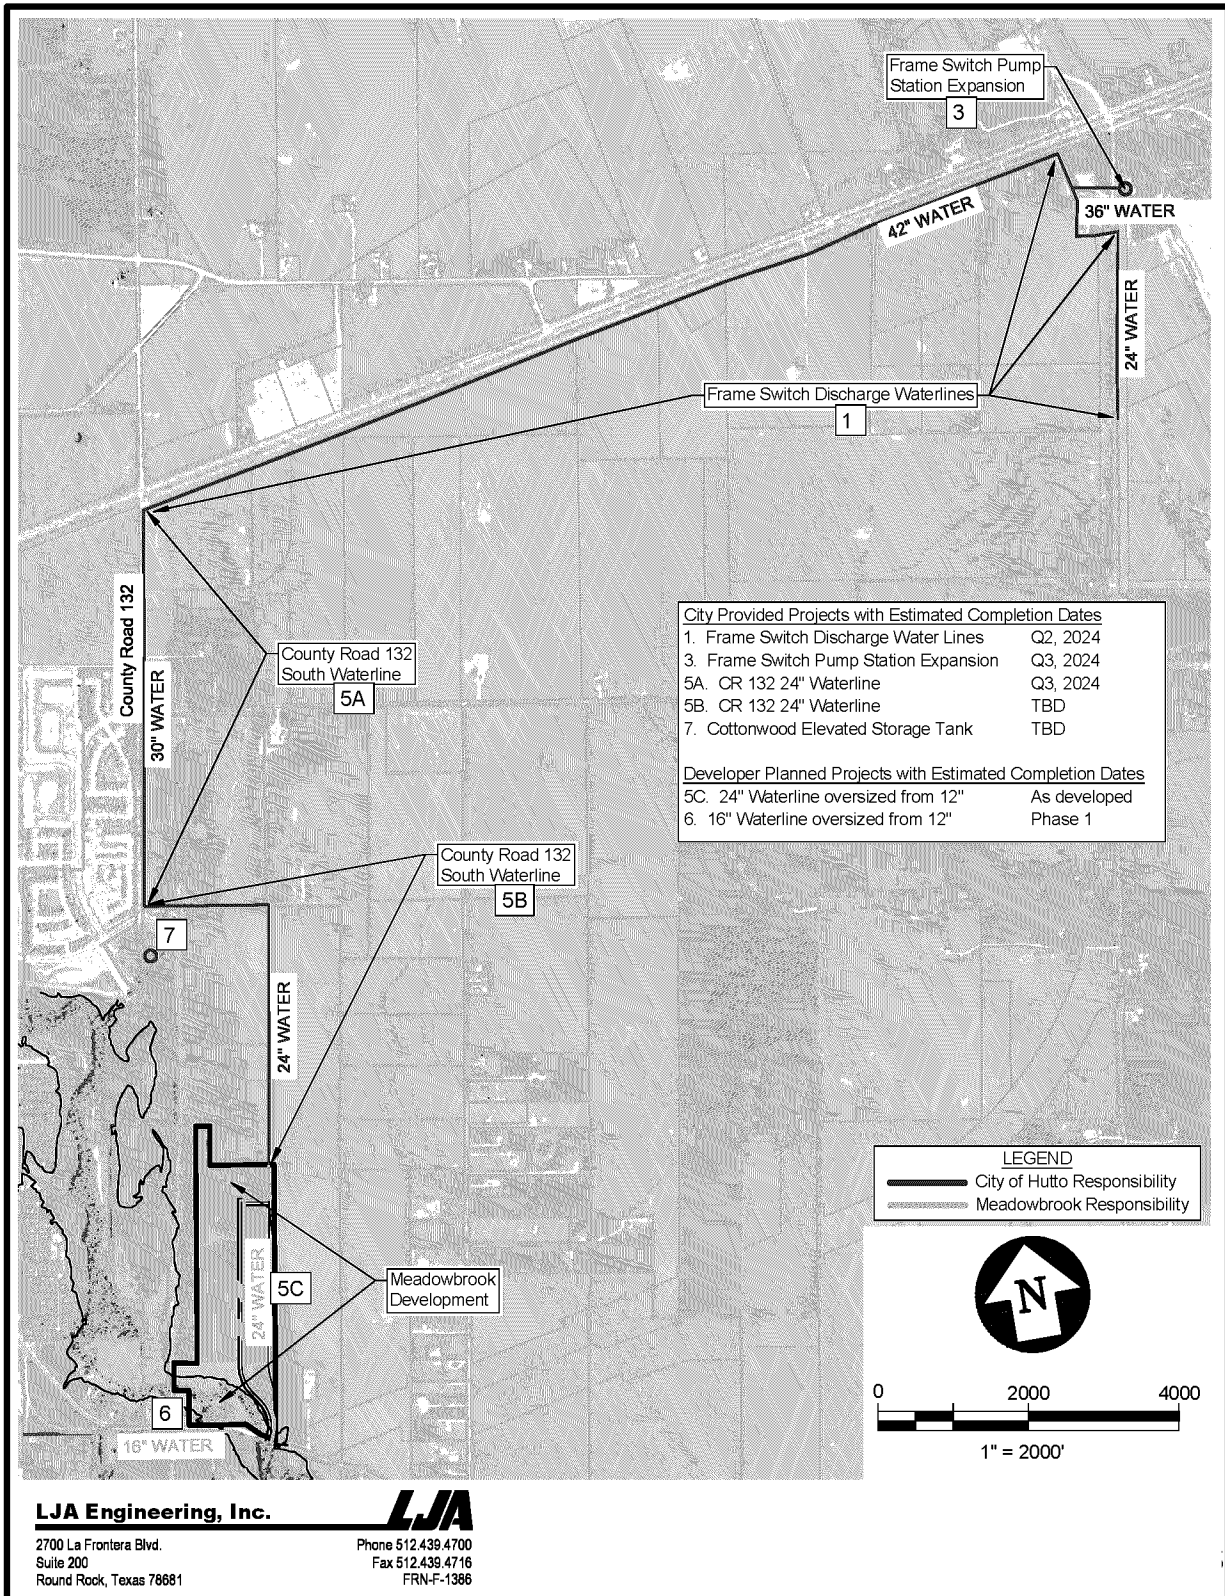 Frame Switch Pump
Station Expansion
3
42" WATER
36" WATER
24" WATER
Frame Switch Discharge Waterlines
1
County Road 132
30" WATER
County Road 132
South Waterline
5A
City Provided Projects with Estimated Completion Dates
1. Frame Switch Discharge Water Lines Q2, 2024
3. Frame Switch Pump Station Expansion Q3, 2024
5A. CR 132 24" Waterline Q3, 2024
5B. CR 132 24" Waterline TBD
7. Cottonwood Elevated Storage Tank TBD
Developer Planned Projects with Estimated Completion Dates
5C. 24" Waterline oversized from 12" As developed
6. 16" Waterline oversized from 12" Phase 1
County Road 132
South Waterline
5B
7
24" WATER
LEGEND
City of Hutto Responsibility
Meadowbrook Responsibility
24" WATER
5C
Meadowbrook
Development
N
6
16" WATER
0 2000 4000
1" = 2000'
LJA Engineering, Inc.
LJA
2700 La Frontera Blvd. Phone 512.439.4700
Suite 200 Fax 512.439.4716
Round Rock, Texas 78681 FRN-F-1386